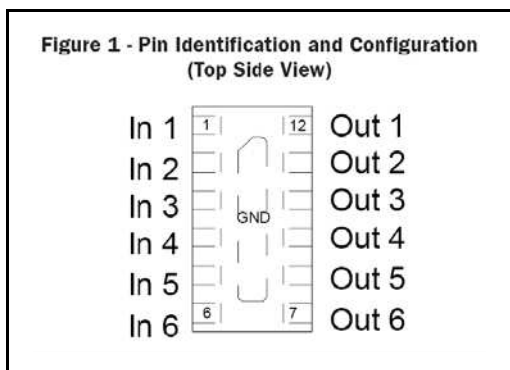 Figure 1 - Pin Identification and Configuration
(Top Side View)
In 1 1 12 Out 1
In 2 Out 2
In 3 Out 3
GND
In 4 Out 4
In 5 Out 5
In 6 6 7 Out 6